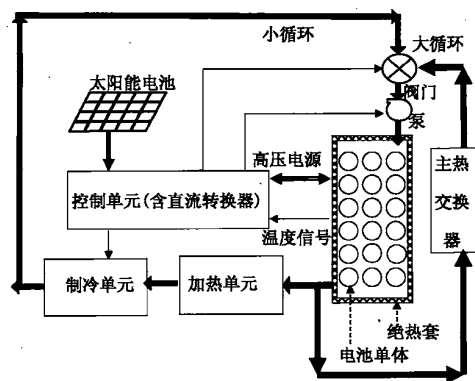 小循环
大循环
太阳能电池
阀门
泵
高压电源
主热
交换
器
控制单元(含直流转换器)
温度信号
制冷单元
加热单元
绝热套
电池单体